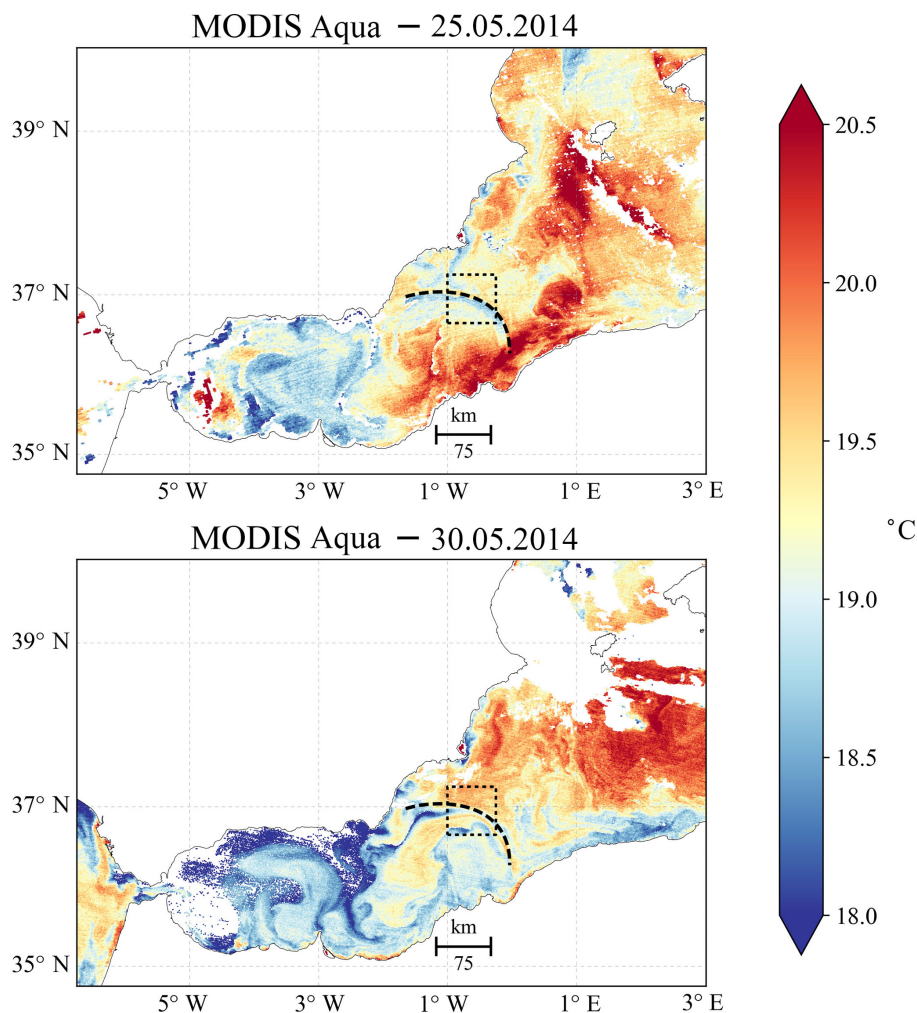 MODIS Aqua – 25.05.2014
39° N
37° N
35° N
km
75
5° W
3° W
1° W
1° E
3° E
MODIS Aqua – 30.05.2014
39° N
37° N
35° N
km
75
5° W
3° W
1° W
1° E
3° E
20.5
20.0
19.5
19.0
18.5
18.0
°C